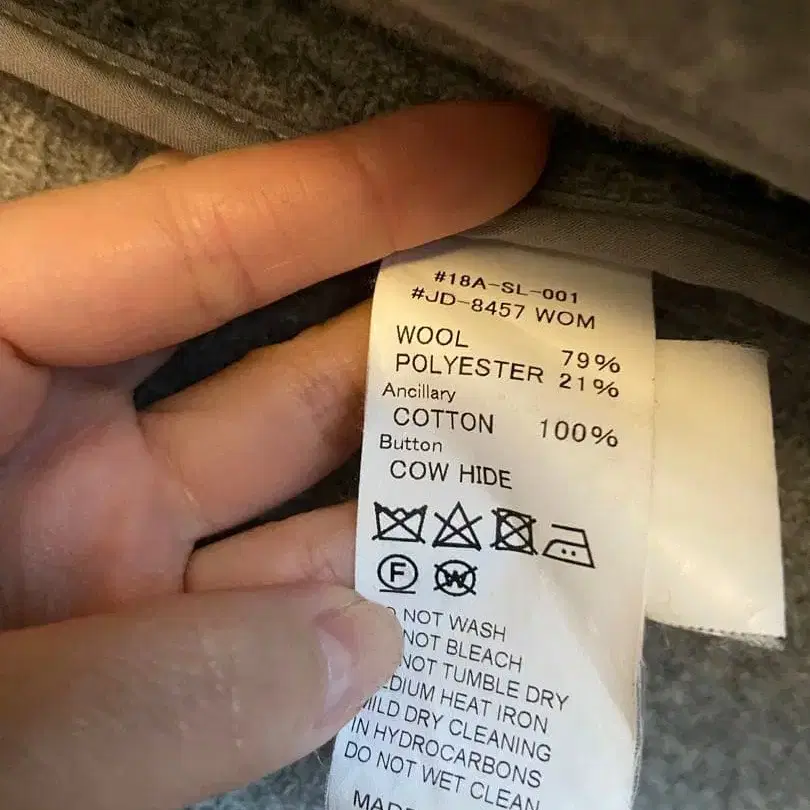 #18A-SL-001
#JD-8457 WOM
WOOL 79%
POLYESTER 21%
Ancillary
COTTON 100%
Button
COW HIDE
F W
NOT WASH
NOT BLEACH
NOT TUMBLE DRY
HEAT IRON
MILD DRY CLEANING
IN HYDROCARBONS
DO NOT WET CLEAN